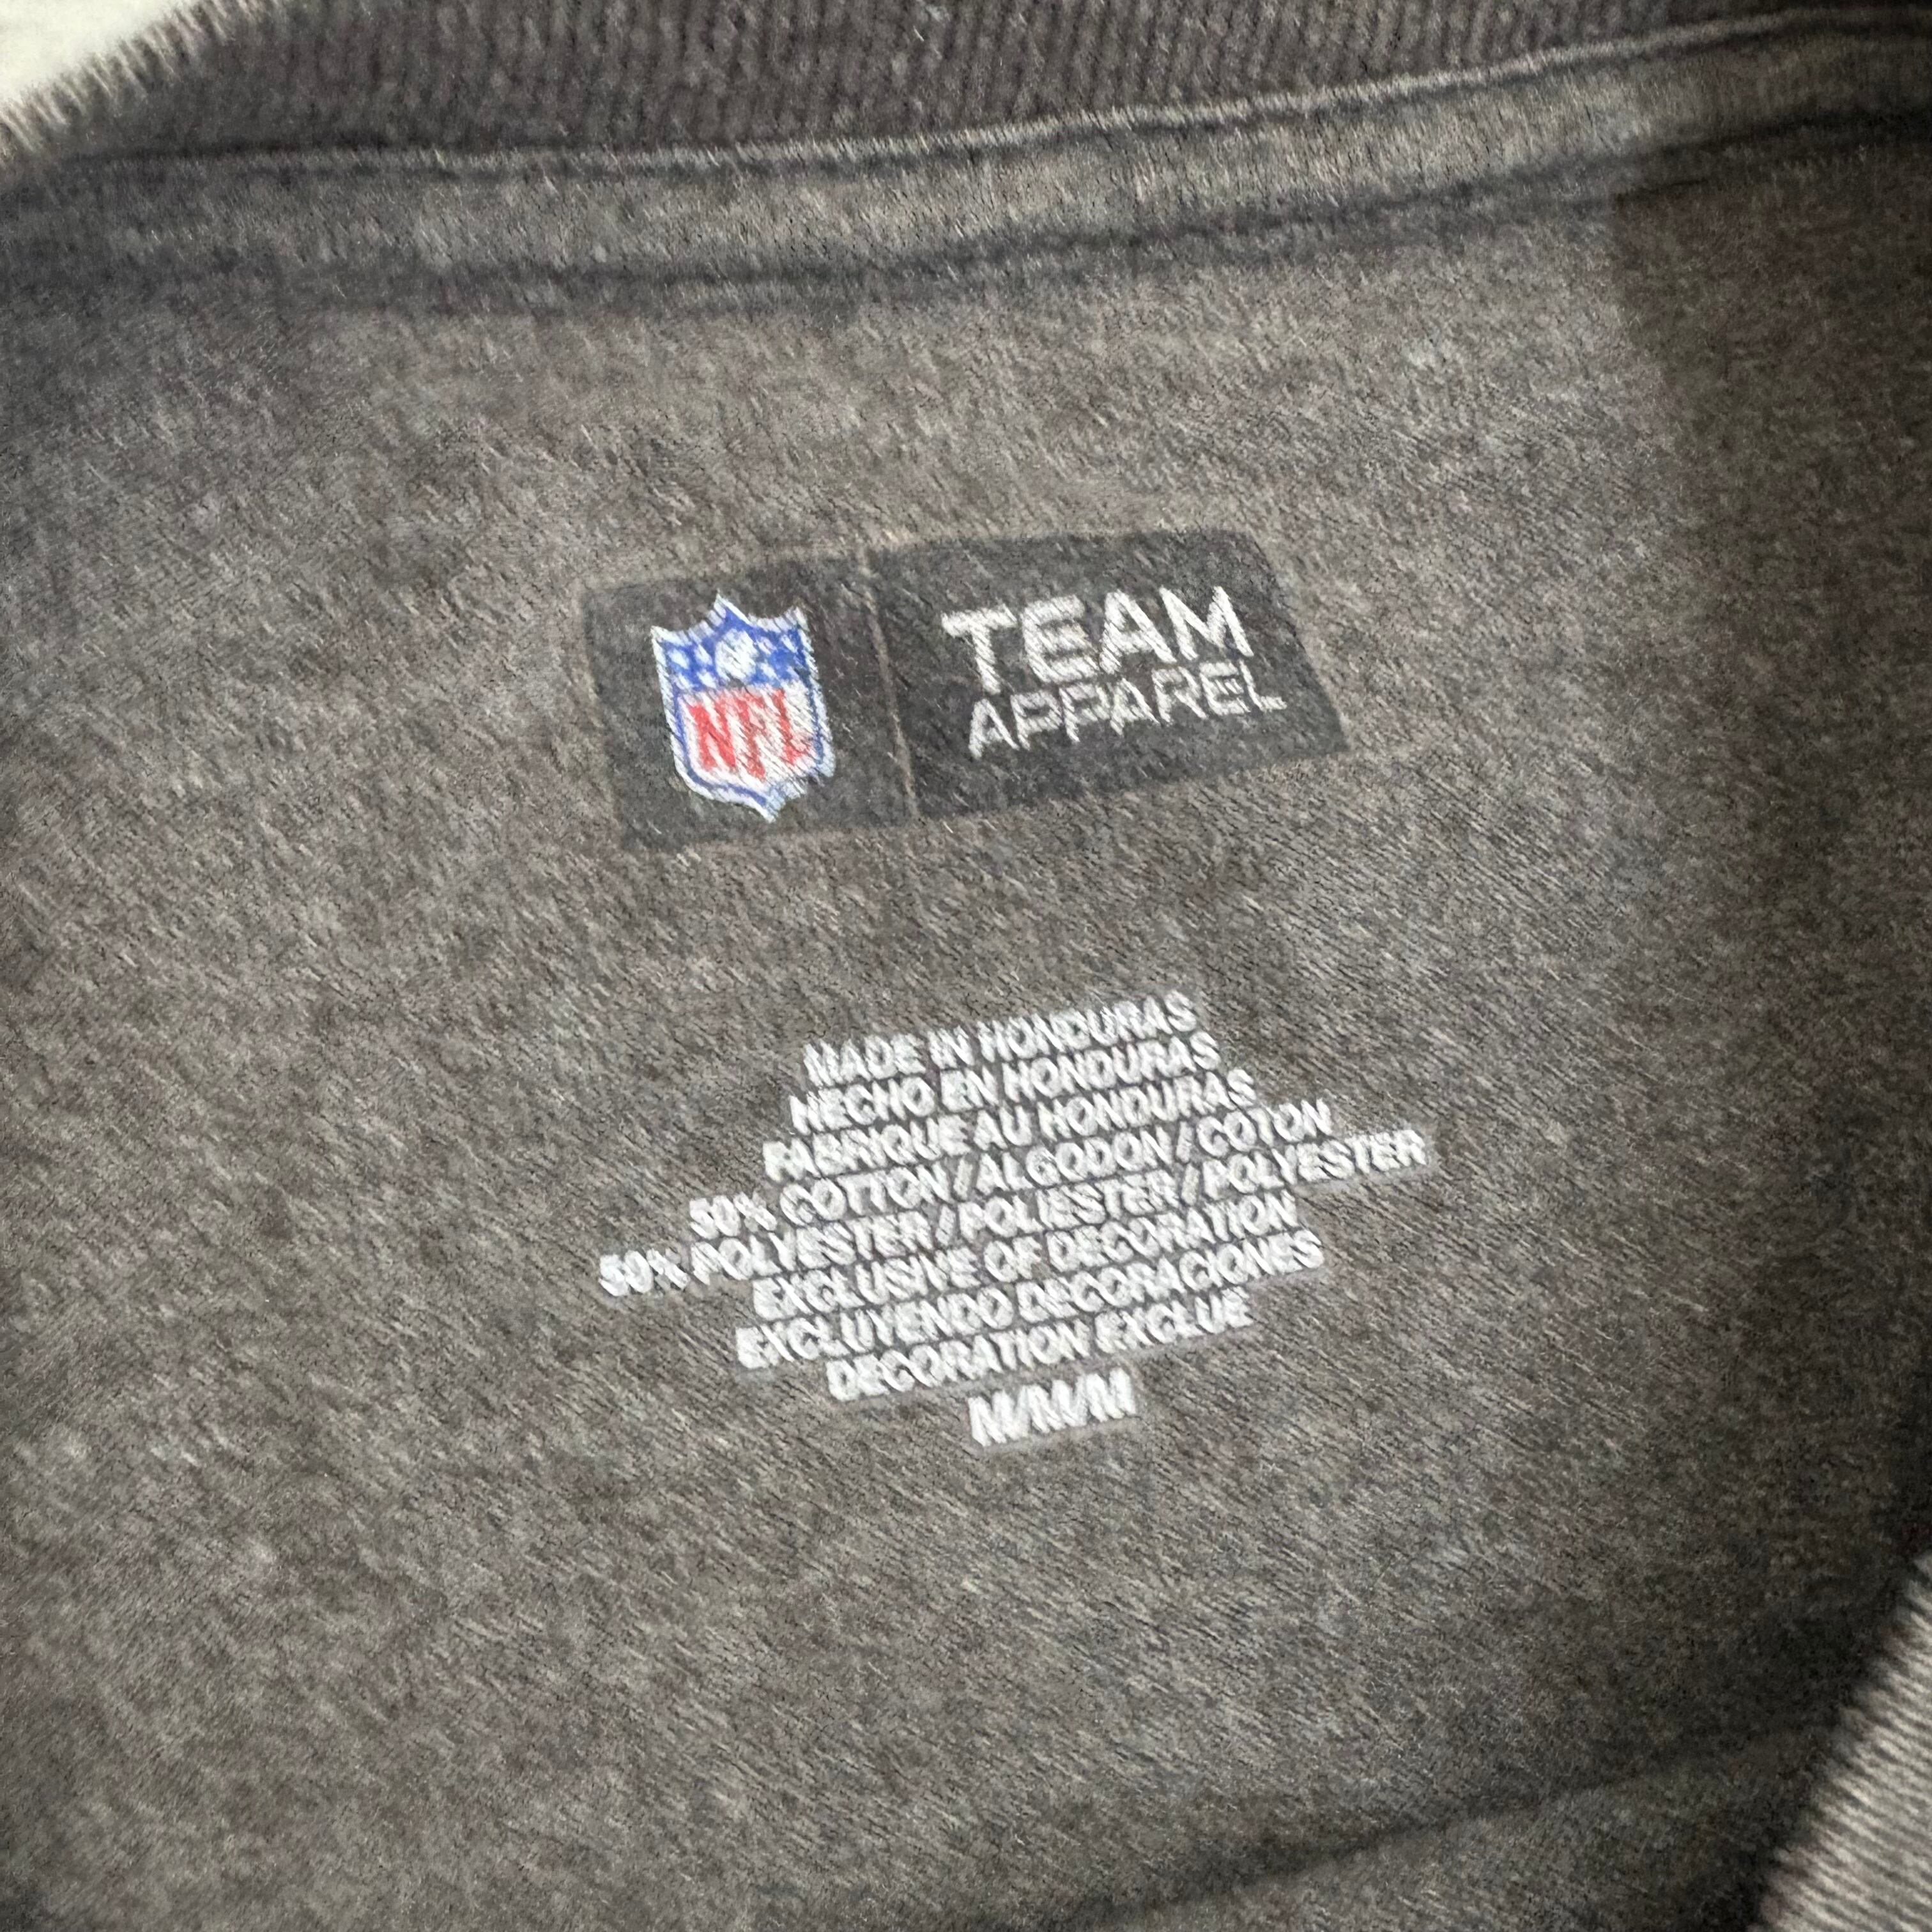 NFL
TEAM
APPAREL
MADE IN HONDURAS
HECHO EN HONDURAS
FABRIQUE AU HONDURAS
50% COTTON / ALGODON / COTON
50% POLYESTER / POLIESTER / POLYESTER
EXCLUSIVE OF DECORATION
EXCLUYENDO DECORACIONES
DECORATION EXCLUE
M/M/M